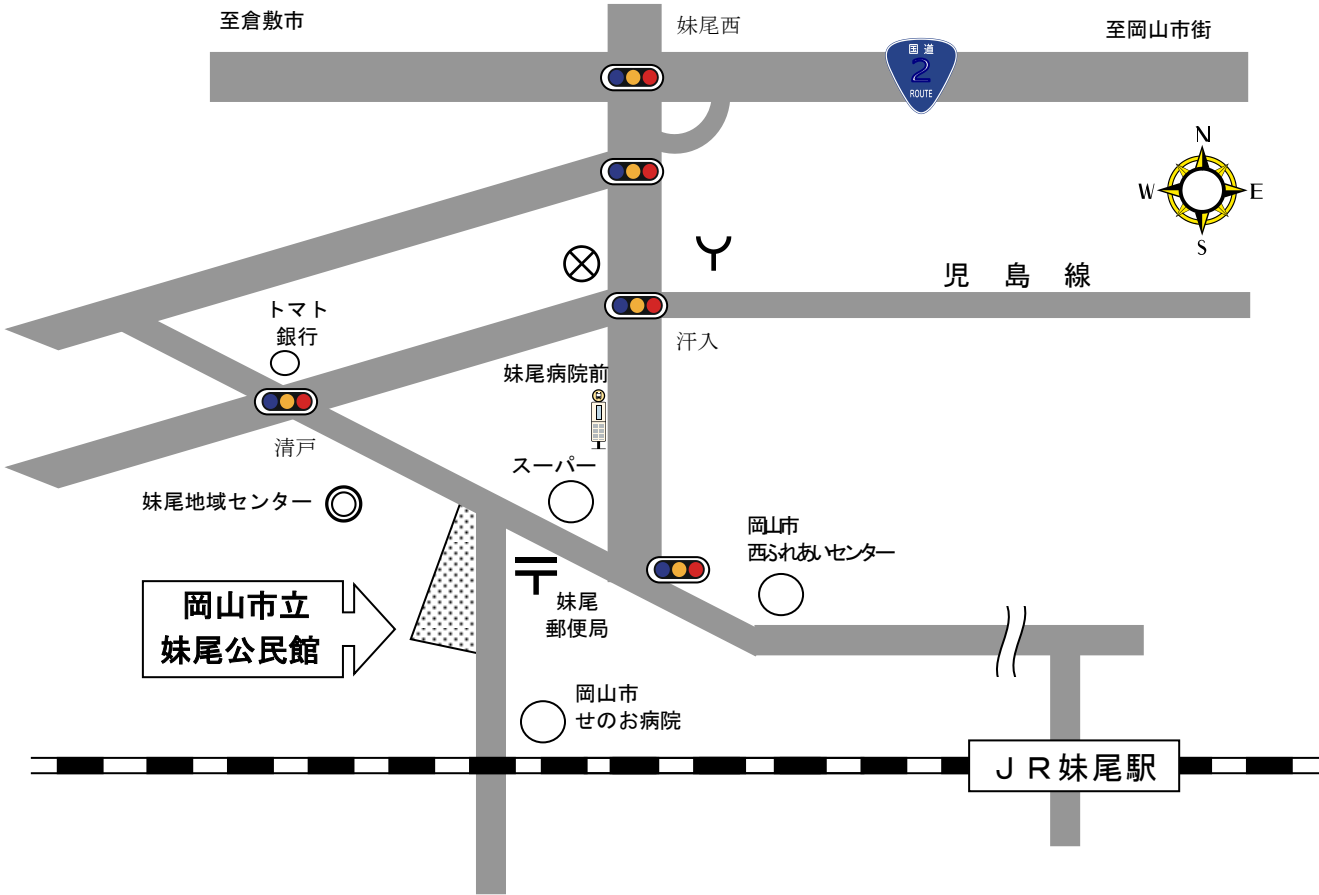 至倉敷市
妹尾西
至岡山市街
国道
2
ROUTE
N
W
E
S
児島線
トマト
銀行
汗入
妹尾病院前
清戸
スーパー
妹尾地域センター
岡山市
西ふれあいセンター
岡山市立
妹尾公民館
妹尾
郵便局
岡山市
せのお病院
JR妹尾駅